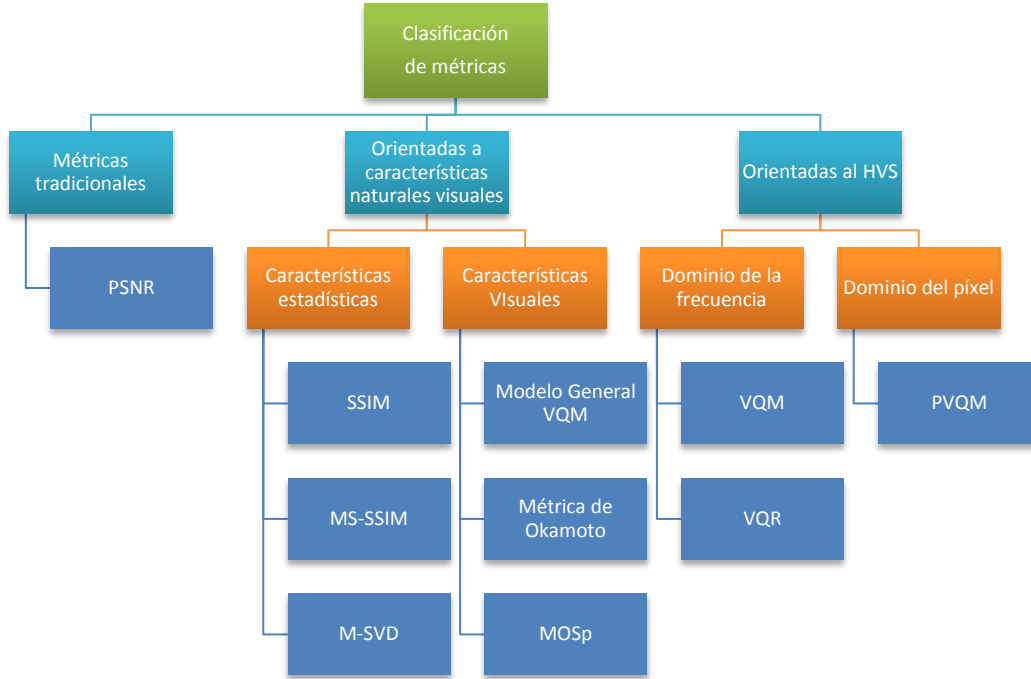 Clasificación
de métricas
Métricas
tradicionales
Orientadas a
características
naturales visuales
Orientadas al HVS
PSNR
Características
estadísticas
Características
VIsuales
Dominio de la
frecuencia
Dominio del píxel
SSIM
Modelo General
VQM
VQM
PVQM
MS-SSIM
Métrica de
Okamoto
VQR
M-SVD
MOSp